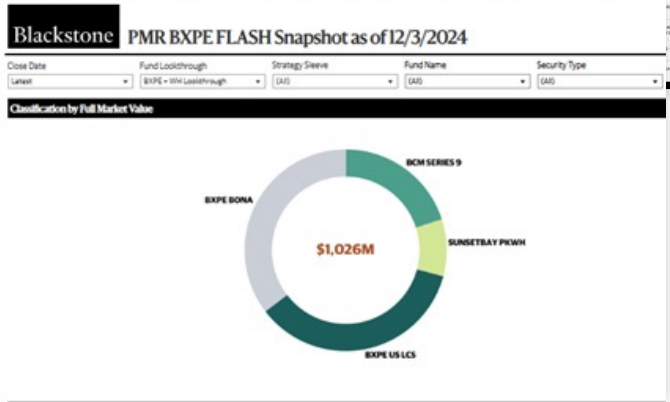 Blackstone PMR BXPE FLASH Snapshot as of 12/3/2024
Close Date Fund Lookthrough Strategy Sleeve Fund Name Security Type
Latest BXPE + WH Lookthrough (All) (All) (All)
Classification by Full Market Value
BCM SERIES 9
BXPE BONA
SUNSETBAY PKWH
$1,026M
BXPE US LCS